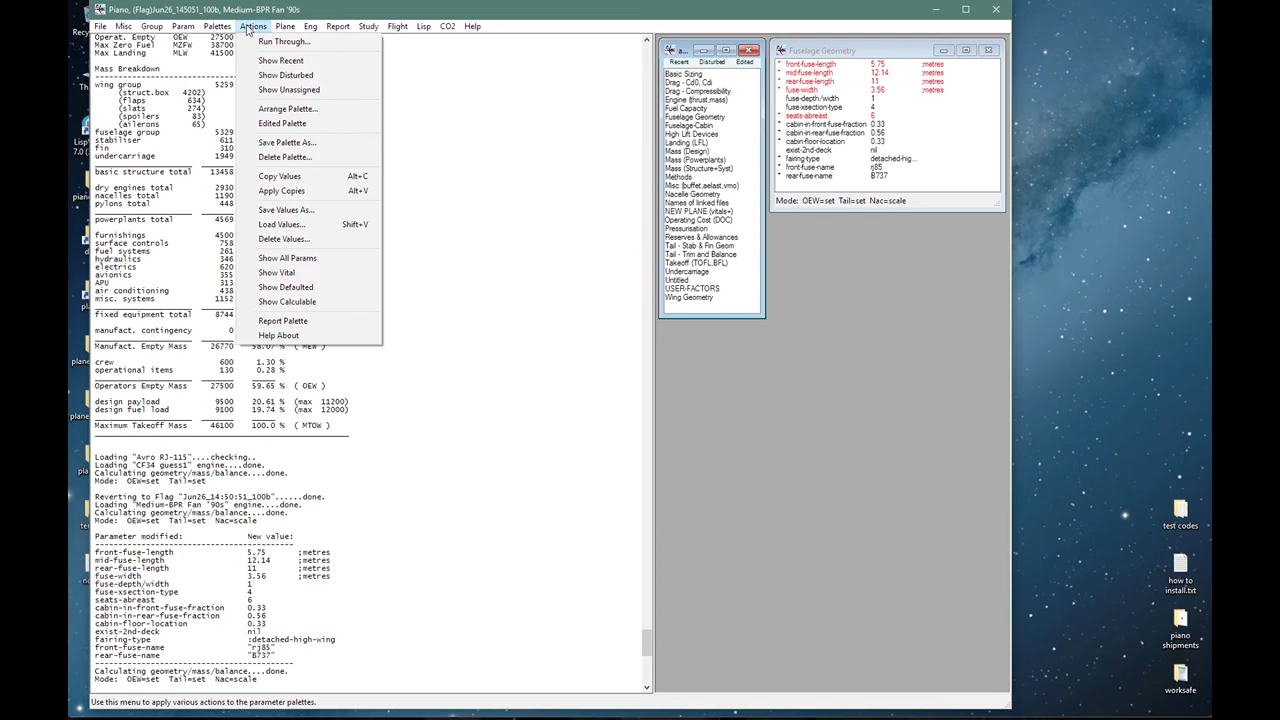 Piano, (Flag)Jun26_145051_100b, Medium-BPR Fan '90s
File Misc Group Param Palettes Actions Plane Eng Report Study Flight Lisp CO2 Help
Operat. Empty OEW 27500
Max Zero Fuel MZFW 38700
Max Landing MLW 41500
Mass Breakdown
wing group 5259
(struct.box 4202)
(flaps 634)
(slats 274)
(spoilers 83)
(ailerons 65)
fuselage group 5329
stabiliser 611
fin 310
undercarriage 1949
basic structure total 13458
dry engines total 2930
nacelles total 1190
pylons total 448
powerplants total 4569
furnishings 4500
surface controls 758
fuel systems 261
hydraulics 346
electrics 620
avionics 355
APU 313
air conditioning 438
misc. systems 1152
fixed equipment total 8744
manufact. contingency 0
Manufact. Empty Mass 26770 58.07 % ( MEW )
crew 600 1.30 %
operational items 130 0.28 %
Operators Empty Mass 27500 59.65 % ( OEW )
design payload 9500 20.61 % (max 11200)
design fuel load 9100 19.74 % (max 12000)
Maximum Takeoff Mass 46100 100.0 % ( MTOW )
Loading "Avro RJ-115"....checking..
Loading "CF34 guess1" engine....done.
Calculating geometry/mass/balance....done.
Mode: OEW=set Tail=set
Reverting to Flag "Jun26_14:50:51_100b"......done.
Loading "Medium-BPR Fan '90s" engine....done.
Calculating geometry/mass/balance....done.
Mode: OEW=set Tail=set Nac=scale
Parameter modified: New value:
front-fuse-length 5.75 ;metres
mid-fuse-length 12.14 ;metres
rear-fuse-length 11 ;metres
fuse-width 3.56 ;metres
fuse-depth/width 1
fuse-xsection-type 4
seats-abreast 6
cabin-in-front-fuse-fraction 0.33
cabin-in-rear-fuse-fraction 0.56
cabin-floor-location 0.33
exist-2nd-deck nil
fairing-type :detached-high-wing
front-fuse-name "rj85"
rear-fuse-name "B737"
Calculating geometry/mass/balance....done.
Mode: OEW=set Tail=set Nac=scale
Use this menu to apply various actions to the parameter palettes.
Run Through...
Show Recent
Show Disturbed
Show Unassigned
Arrange Palette...
Edited Palette
Save Palette As...
Delete Palette...
Copy Values Alt+C
Apply Copies Alt+V
Save Values As...
Load Values... Shift+V
Delete Values...
Show All Params
Show Vital
Show Defaulted
Show Calculable
Report Palette
Help About
a...
Recent Disturbed Edited
Basic Sizing
Drag - Cd0, Cdi
Drag - Compressibility
Engine (thrust,mass)
Fuel Capacity
Fuselage Geometry
Fuselage-Cabin
High Lift Devices
Landing (LFL)
Mass (Design)
Mass (Powerplants)
Mass (Structure+Syst)
Methods
Misc (buffet,aelast,vmo)
Nacelle Geometry
Names of linked files
NEW PLANE (vitals+)
Operating Cost (DOC)
Pressurisation
Reserves & Allowances
Tail - Stab & Fin Geom
Tail - Trim and Balance
Takeoff (TOFL,BFL)
Undercarriage
Untitled
USER-FACTORS
Wing Geometry
Fuselage Geometry
* front-fuse-length 5.75 ;metres
* mid-fuse-length 12.14 ;metres
* rear-fuse-length 11 ;metres
* fuse-width 3.56 ;metres
fuse-depth/width 1
fuse-xsection-type 4
* seats-abreast 6
* cabin-in-front-fuse-fraction 0.33
* cabin-in-rear-fuse-fraction 0.56
* cabin-floor-location 0.33
exist-2nd-deck nil
* fairing-type detached-hig...
* front-fuse-name rj85
* rear-fuse-name B737
Mode: OEW=set Tail=set Nac=scale
test codes
how to
install.txt
piano
shipments
worksafe